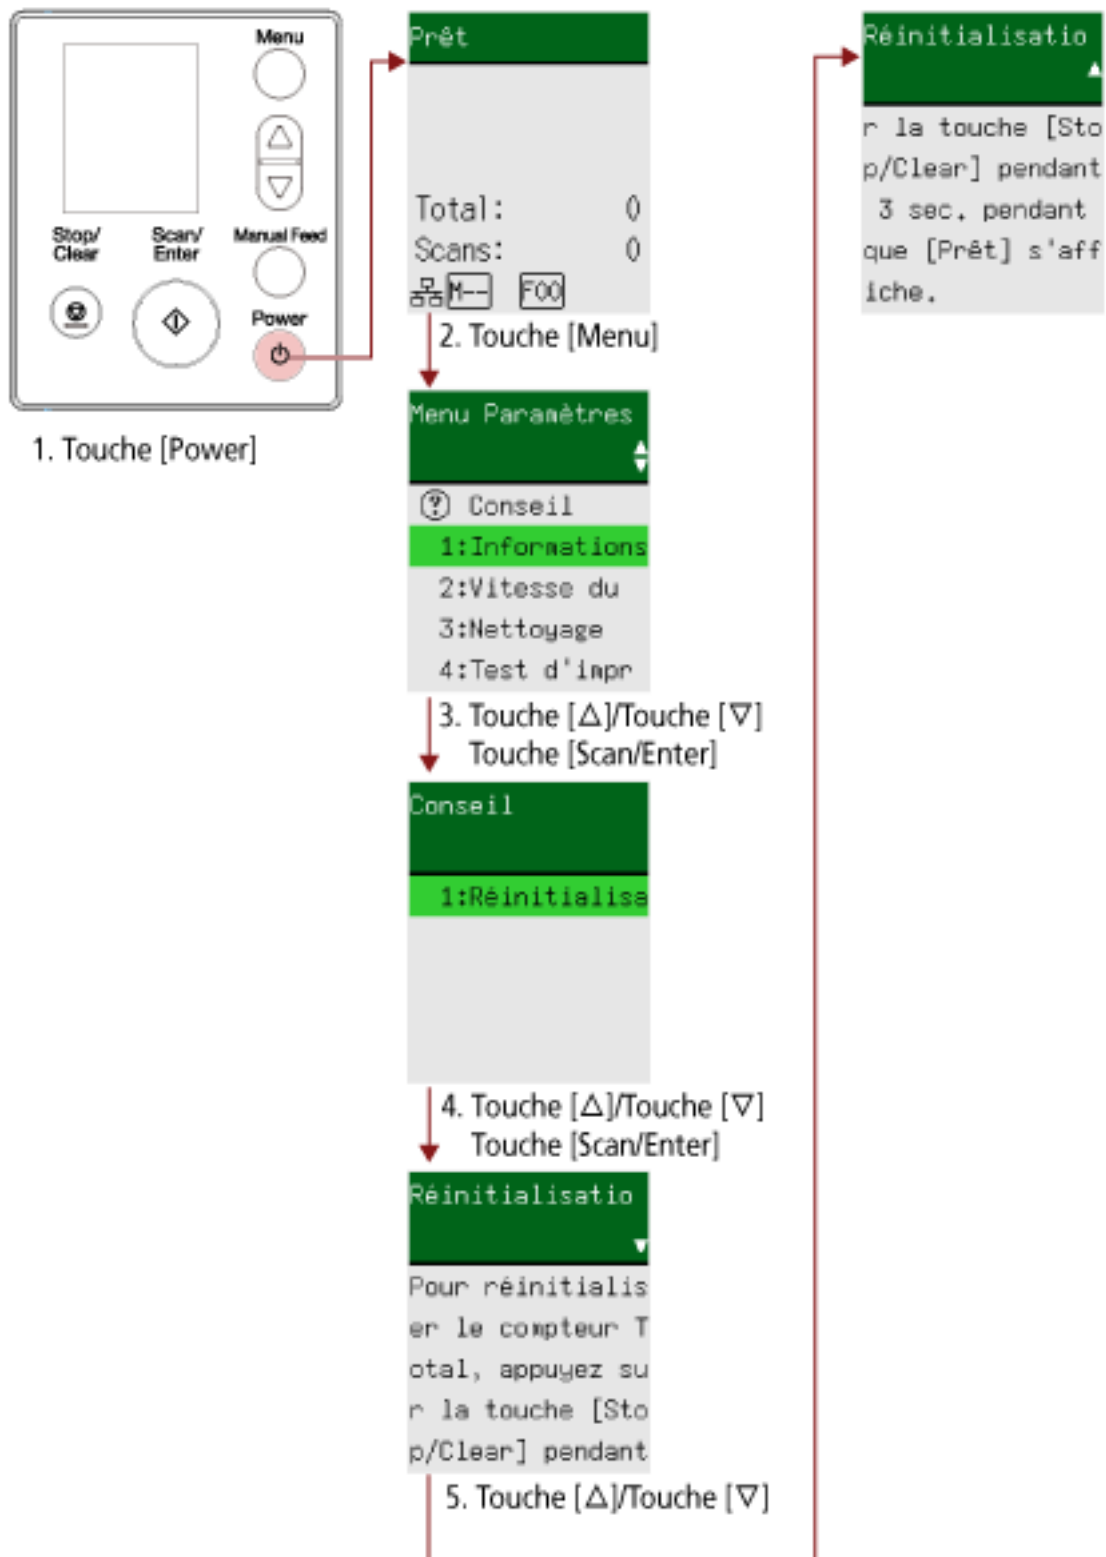 Menu
Stop/
Clear
Scan/
Enter
Manual Feed
Power
1. Touche [Power]
Prêt
Total: 0
Scans: 0
M-- F00
2. Touche [Menu]
Menu Paramètres
? Conseil
1:Informations
2:Vitesse du
3:Nettoyage
4:Test d'impr
3. Touche [△]/Touche [▽]
Touche [Scan/Enter]
Conseil
1:Réinitialisa
4. Touche [△]/Touche [▽]
Touche [Scan/Enter]
Réinitialisatio
Pour réinitialis
er le compteur T
otal, appuyez su
r la touche [Sto
p/Clear] pendant
5. Touche [△]/Touche [▽]
Réinitialisatio
r la touche [Sto
p/Clear] pendant
3 sec. pendant
que [Prêt] s'aff
iche.